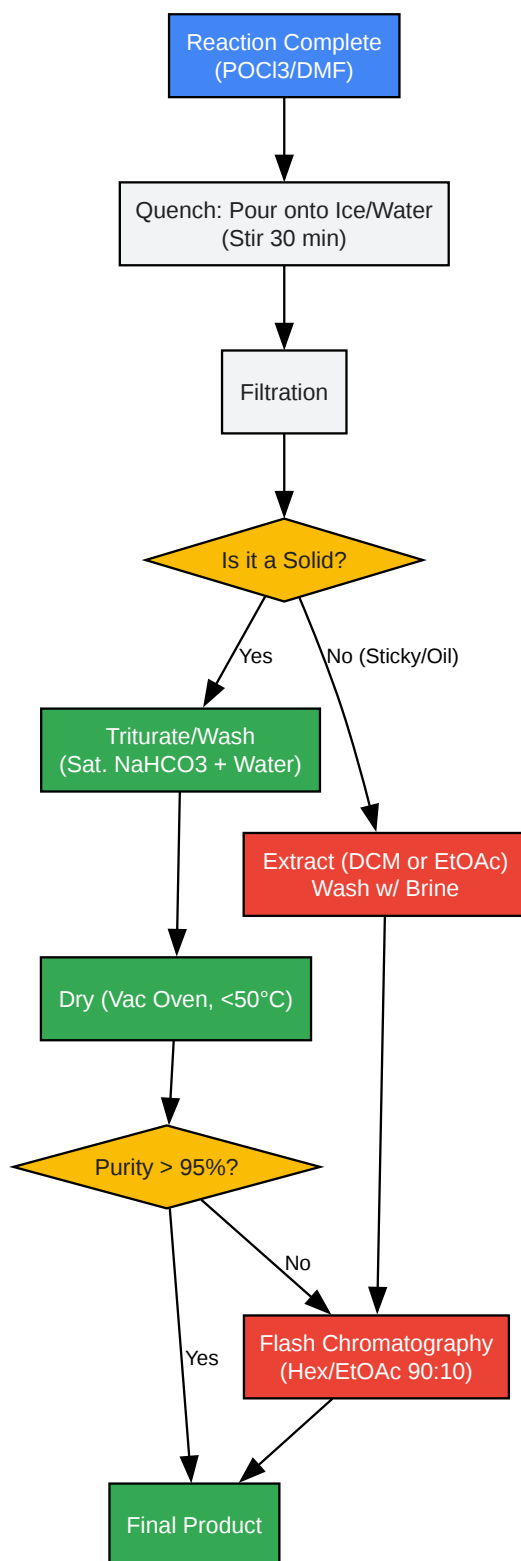 Reaction Complete
(POCl3/DMF)
Quench: Pour onto Ice/Water
(Stir 30 min)
Filtration
Is it a Solid?
Yes
No (Sticky/Oil)
Triturate/Wash
(Sat. NaHCO3 + Water)
Extract (DCM or EtOAc)
Wash w/ Brine
Dry (Vac Oven, <50°C)
Purity > 95%?
No
Yes
Flash Chromatography
(Hex/EtOAc 90:10)
Final Product